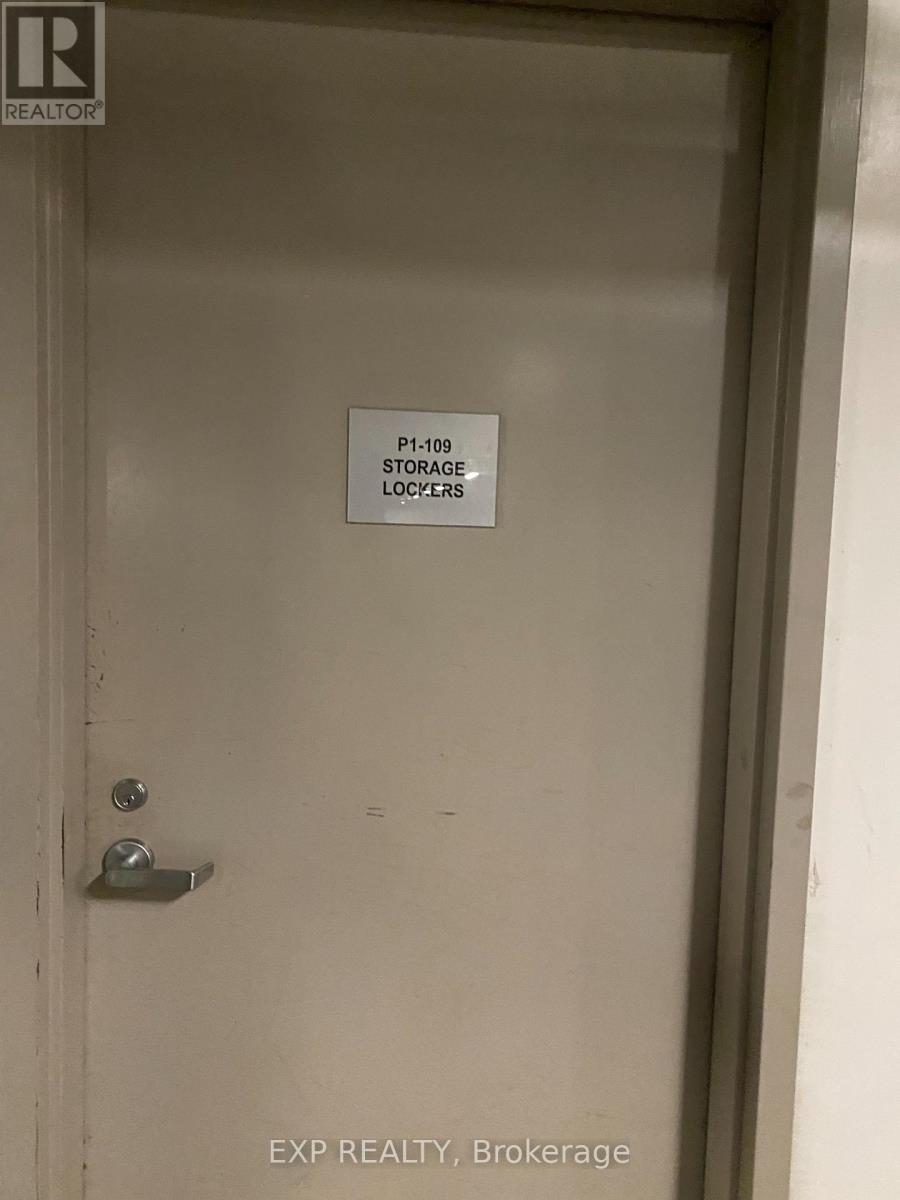 R
REALTOR®
P1-109
STORAGE
LOCKERS
EXP REALTY, Brokerage